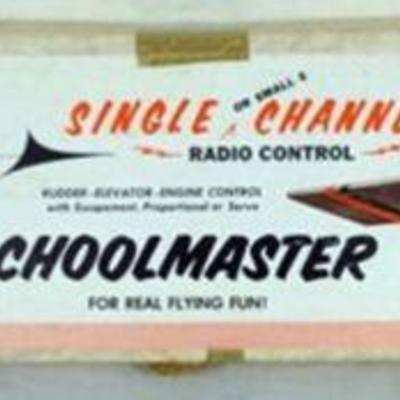 OR SMALL 5
SINGLE CHANNE
RADIO CONTROL
RUDDER-ELEVATOR-ENGINE CONTROL
with Escapement, Proportional or Servo
CHOOLMASTER
FOR REAL FLYING FUN!